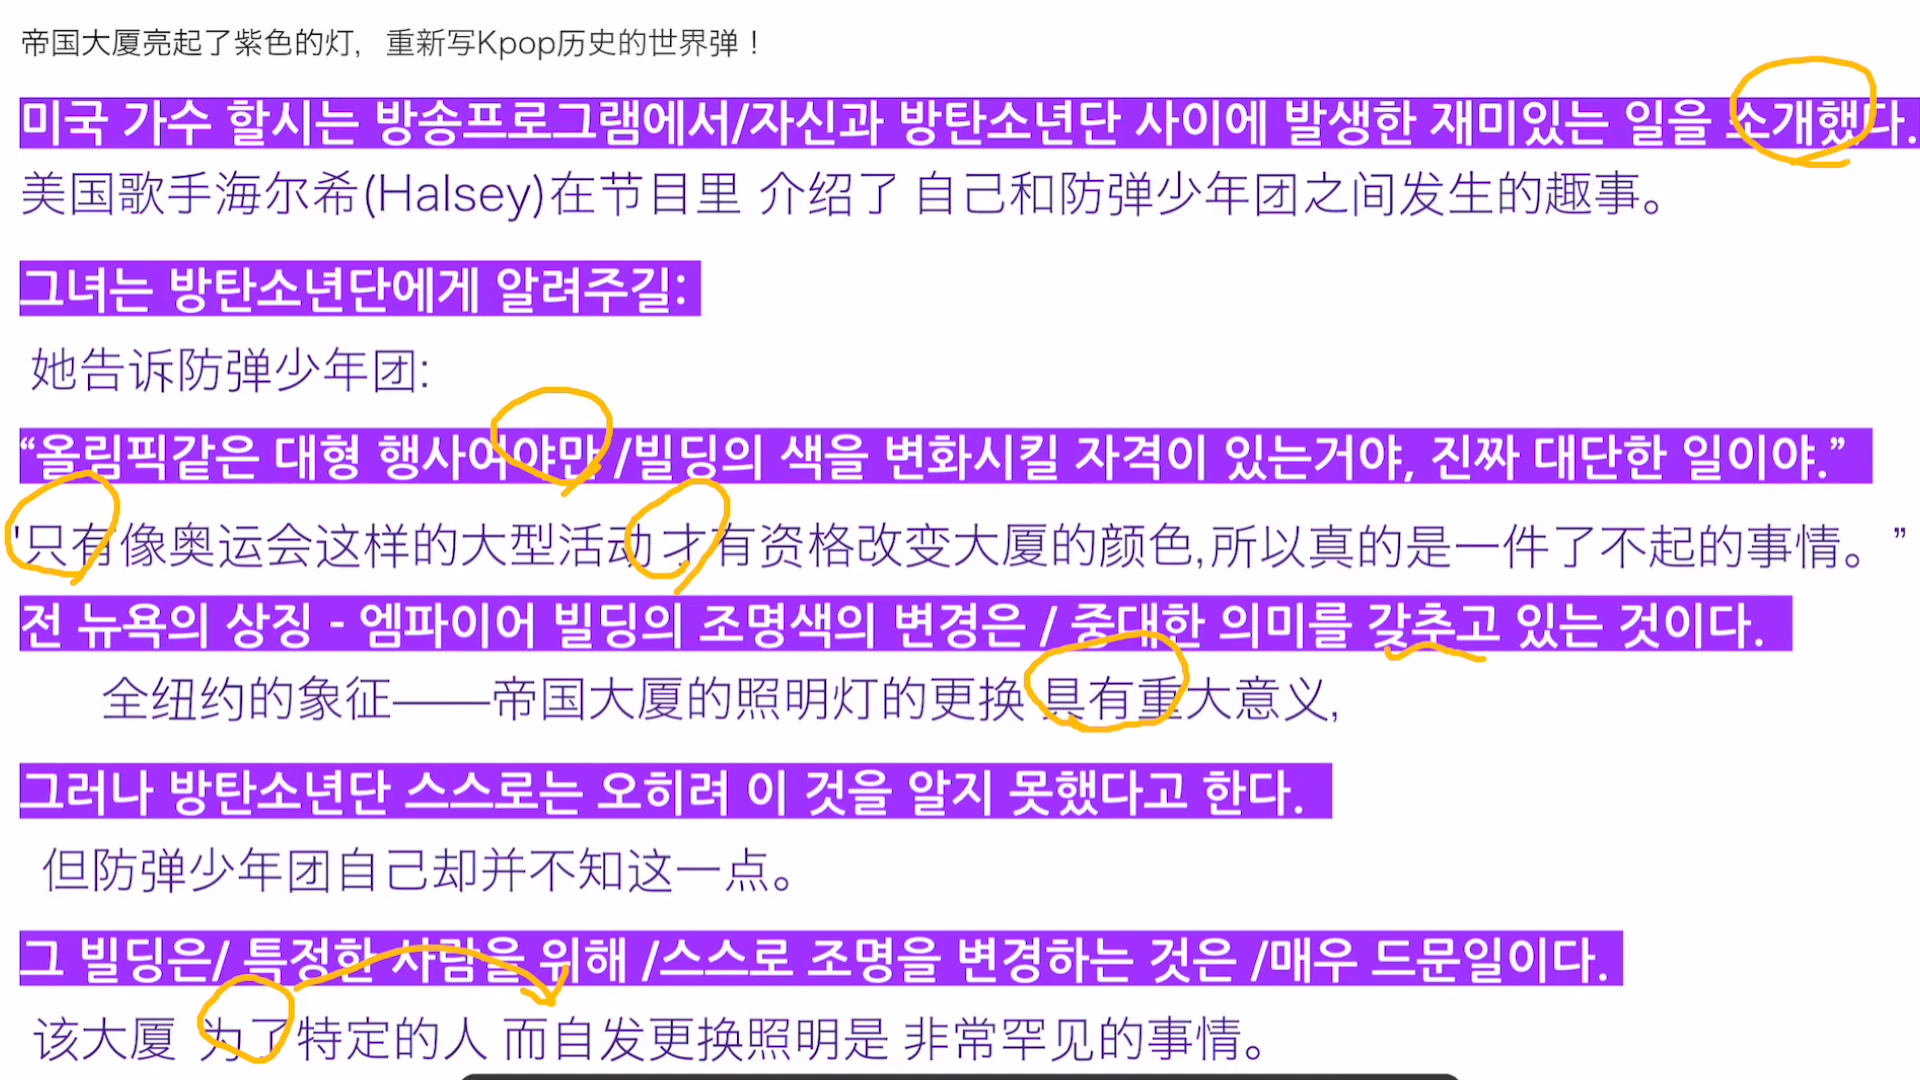 帝国大厦亮起了紫色的灯，重新写Kpop历史的世界弹！
미국 가수 할시는 방송프로그램에서/자신과 방탄소년단 사이에 발생한 재미있는 일을 소개했다.
美国歌手海尔希(Halsey)在节目里 介绍了 自己和防弹少年团之间发生的趣事。
그녀는 방탄소년단에게 알려주길:
她告诉防弹少年团:
“올림픽같은 대형 행사여야만 /빌딩의 색을 변화시킬 자격이 있는거야, 진짜 대단한 일이야.”
'只有像奥运会这样的大型活动 才有资格改变大厦的颜色,所以真的是一件了不起的事情。”
전 뉴욕의 상징 - 엠파이어 빌딩의 조명색의 변경은 / 중대한 의미를 갖추고 있는 것이다.
全纽约的象征——帝国大厦的照明灯的更换 具有重大意义,
그러나 방탄소년단 스스로는 오히려 이 것을 알지 못했다고 한다.
但防弹少年团自己却并不知这一点。
그 빌딩은/ 특정한 사람을 위해 /스스로 조명을 변경하는 것은 /매우 드문일이다.
该大厦 为了特定的人 而自发更换照明是 非常罕见的事情。